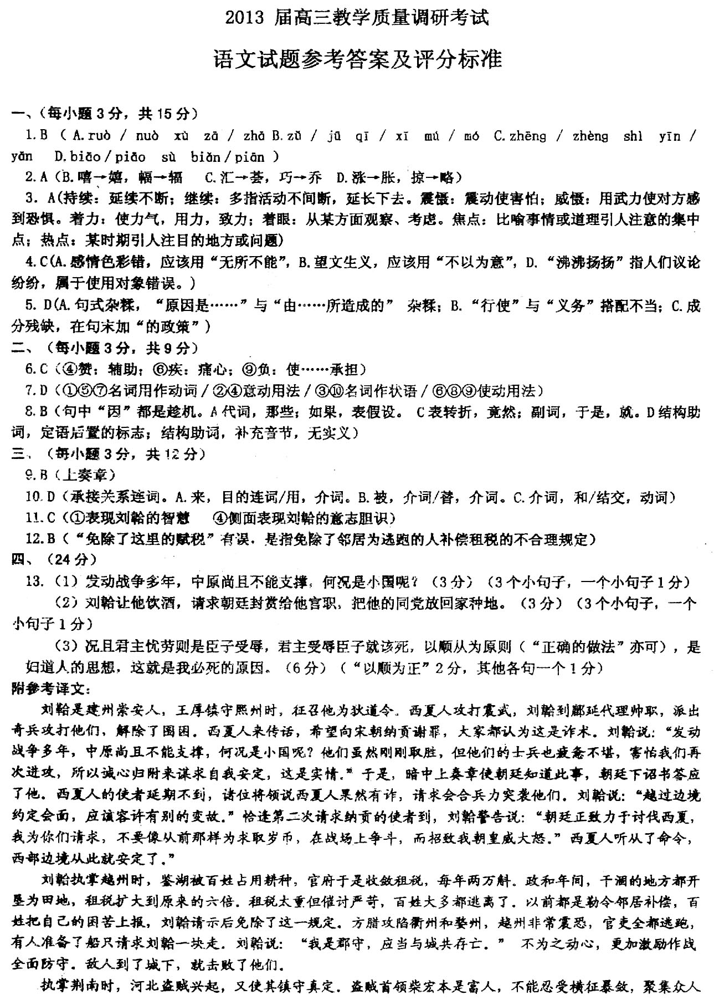 2013 届高三教学质量调研考试
语文试题参考答案及评分标准
一、（每小题 3 分，共 15 分）
1.B （ A.ruò / nuò xù zā / zhā B.zǔ / jū qī / xī mú / mó C.zhēng / zhèng shì yīn /
yān D.biāo/piāo sù biǎn/piān ）
2.A（B.嘻→嬉，幅→辐 C.汇→荟，巧→乔 D.涨→胀，掠→略）
3. A(持续：延续不断；继续：多指活动不间断，延长下去。震慑：震动使害怕；威慑：用武力使对方感
到恐惧。着力：使力气，用力，致力；着眼：从某方面观察、考虑。焦点：比喻事情或道理引人注意的集中
点；热点：某时期引人注目的地方或问题)
4.C(A.感情色彩错，应该用“无所不能”，B.望文生义，应该用“不以为意”，D.“沸沸扬扬”指人们议论
纷纷，属于使用对象错误。)
5. D(A.句式杂糅，“原因是……”与“由……所造成的” 杂糅；B.“行使”与“义务”搭配不当；C.成
分残缺，在句末加“的政策”)
二、（每小题 3 分，共 9 分）
6.C（④赞：辅助；⑥疾：痛心；⑨负：使……承担）
7.D（①⑤⑦名词用作动词/②④意动用法/③⑩名词作状语/⑥⑧⑨使动用法）
8.B（句中“因”都是趁机。A 代词，那些；如果，表假设。 C 表转折，竟然；副词，于是，就。D 结构助
词，定语后置的标志；结构助词，补充音节，无实义）
三、（每小题 3 分，共 12 分）
9.B（上奏章）
10.D（承接关系连词。A.来，目的连词/用，介词。B.被，介词/替，介词。C.介词，和/结交，动词）
11.C（①表现刘韐的智慧 ④侧面表现刘韐的意志胆识）
12.B（“免除了这里的赋税”有误，是指免除了邻居为逃跑的人补偿租税的不合理规定）
四、（24 分）
13.（1）发动战争多年，中原尚且不能支撑，何况是小国呢？（3 分）（3 个小句子，一个小句子 1 分）
（2）刘韐让他饮酒，请求朝廷封赏给他官职，把他的同党放回家种地。（3 分）（3 个小句子，一个
小句子 1 分）
（3）况且君主忧劳则是臣子受辱，君主受辱臣子就该死，以顺从为原则（“正确的做法”亦可），是
妇道人的思想，这就是我必死的原因。（6 分）（“以顺为正”2 分，其他各句一个 1 分）
附参考译文：
刘韐是建州崇安人，王厚镇守熙州时，征召他为狄道令。西夏人攻打震武，刘韐到鄜延代理帅职，派出
奇兵攻打他们，解除了围困。西夏人来传话，希望向宋朝纳贡谢罪，大家都认为这是诈术。刘韐说：“发动
战争多年，中原尚且不能支撑，何况是小国呢？他们虽然刚刚取胜，但他们的士兵也疲惫不堪，害怕我们再
次进攻，所以诚心归附来谋求自我安定，这是实情。”于是，暗中上奏章使朝廷知道此事，朝廷下诏书答应
了他。西夏人的使者延期不到，诸位将领说西夏人果然有诈，请求会合兵力突袭他们。刘韐说：“越过边境
约定会面，应该容许有别的变故。”恰逢第二次请求纳贡的使者到，刘韐警告说：“朝廷正致力于讨伐西夏，
我为你们请求，不要像从前那样为求取岁币，在战场上争斗，而招致我朝皇威大怒。”西夏人听从了命令，
西部边境从此就安定了。”
刘韐执掌越州时，鉴湖被百姓占用耕种，官府于是收敛租税，每年两万斛。政和年间，干涸的地方都开
垦为田地，租税扩大到原来的六倍。租税太重但催讨严苛，百姓大多都逃离了。以前都是勒令邻居补偿，百
姓把自己的困苦上报，刘韐请示后免除了这一规定。方腊攻陷衢州和婺州，越州非常震恐，官吏全都逃跑，
有人准备了船只请求刘韐一块走。刘韐说：“我是郡守，应当与城共存亡。” 不为之动心，更加激励作战
全面防守。敌人到了城下，就击败了他们。
执掌荆南时，河北盗贼兴起，又使其镇守真定。盗贼首领柴宏本是富人，不能忍受横征暴敛，聚集众人